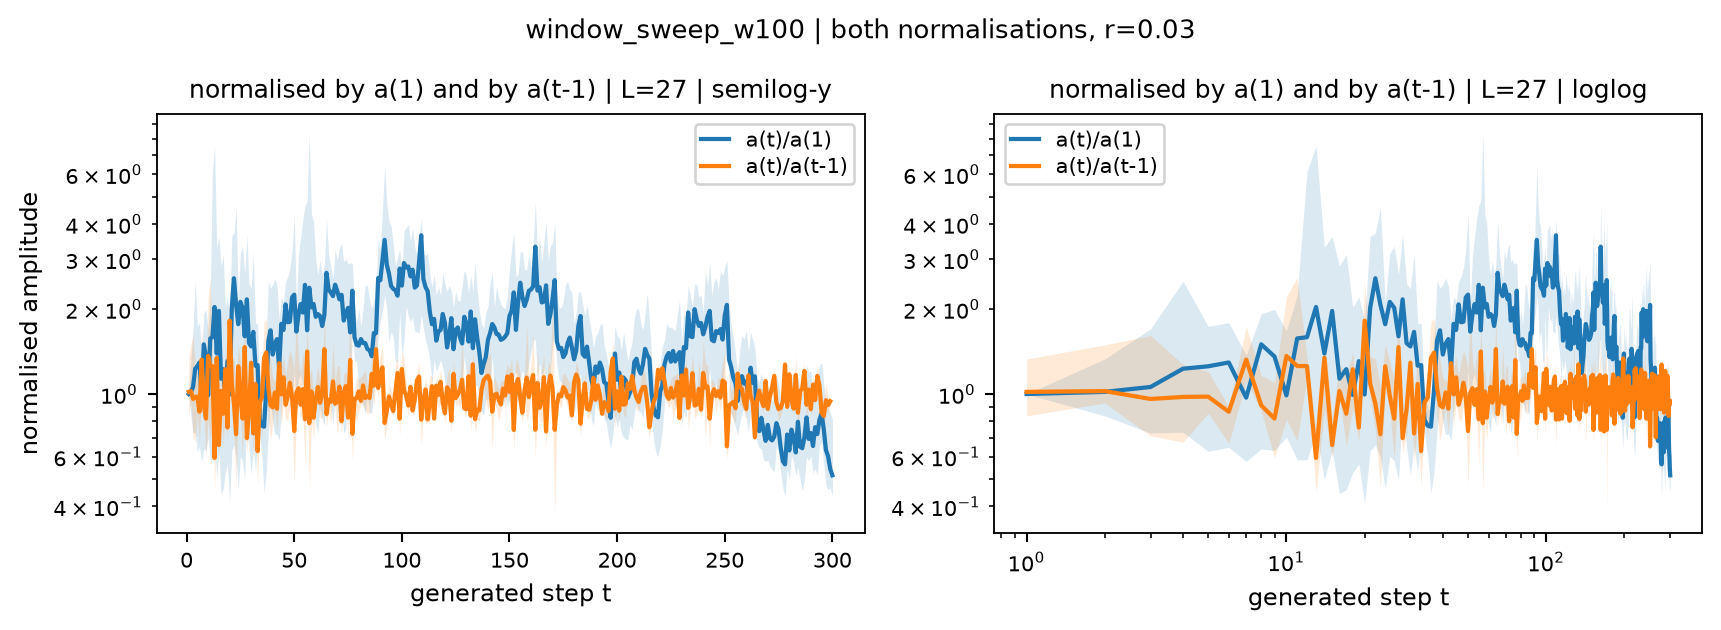 window_sweep_w100 | both normalisations, r=0.03
normalised by a(1) and by a(t-1) | L=27 | semilog-y
a(t)/a(1)
a(t)/a(t-1)
normalised amplitude
6 × 10⁰
4 × 10⁰
3 × 10⁰
2 × 10⁰
10⁰
6 × 10⁻¹
4 × 10⁻¹
0 50 100 150 200 250 300
generated step t
normalised by a(1) and by a(t-1) | L=27 | loglog
a(t)/a(1)
a(t)/a(t-1)
6 × 10⁰
4 × 10⁰
3 × 10⁰
2 × 10⁰
10⁰
6 × 10⁻¹
4 × 10⁻¹
10⁰ 10¹ 10²
generated step t